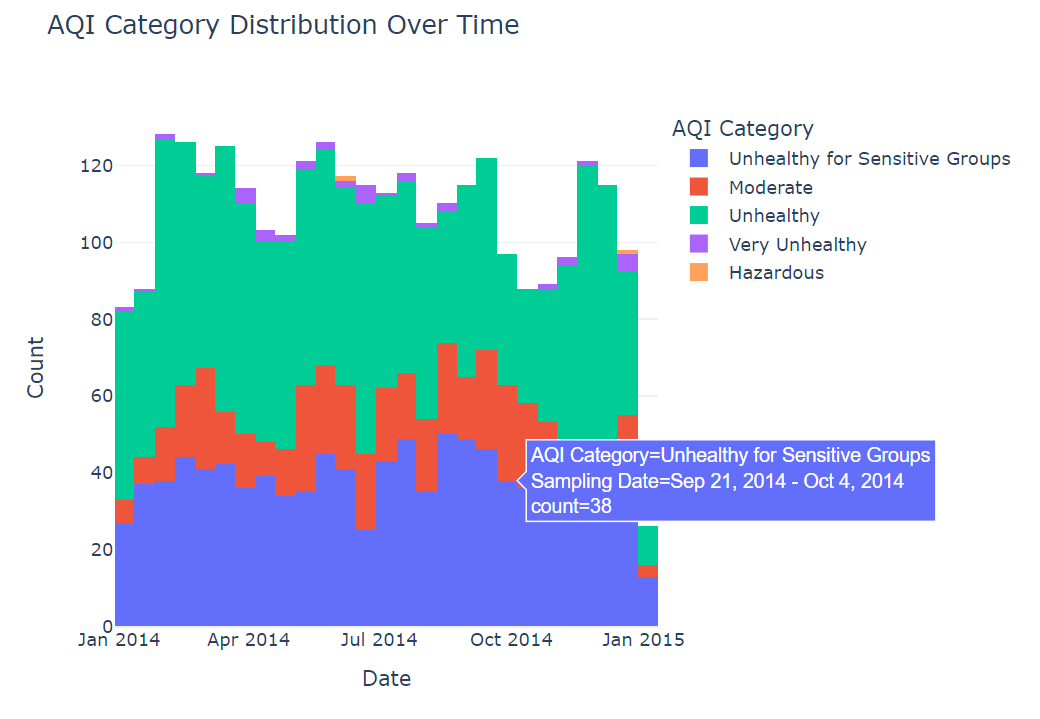 AQI Category Distribution Over Time
AQI Category
Unhealthy for Sensitive Groups
Moderate
Unhealthy
Very Unhealthy
Hazardous
120
100
80
60
40
20
0
Count
AQI Category=Unhealthy for Sensitive Groups
Sampling Date=Sep 21, 2014 - Oct 4, 2014
count=38
Jan 2014
Apr 2014
Jul 2014
Oct 2014
Jan 2015
Date